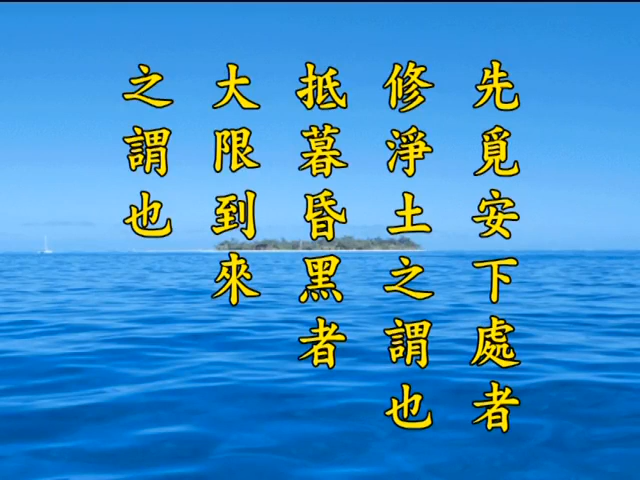 先覓安下處者
修淨土之謂也
抵暮昏黑者
大限到來
之謂也